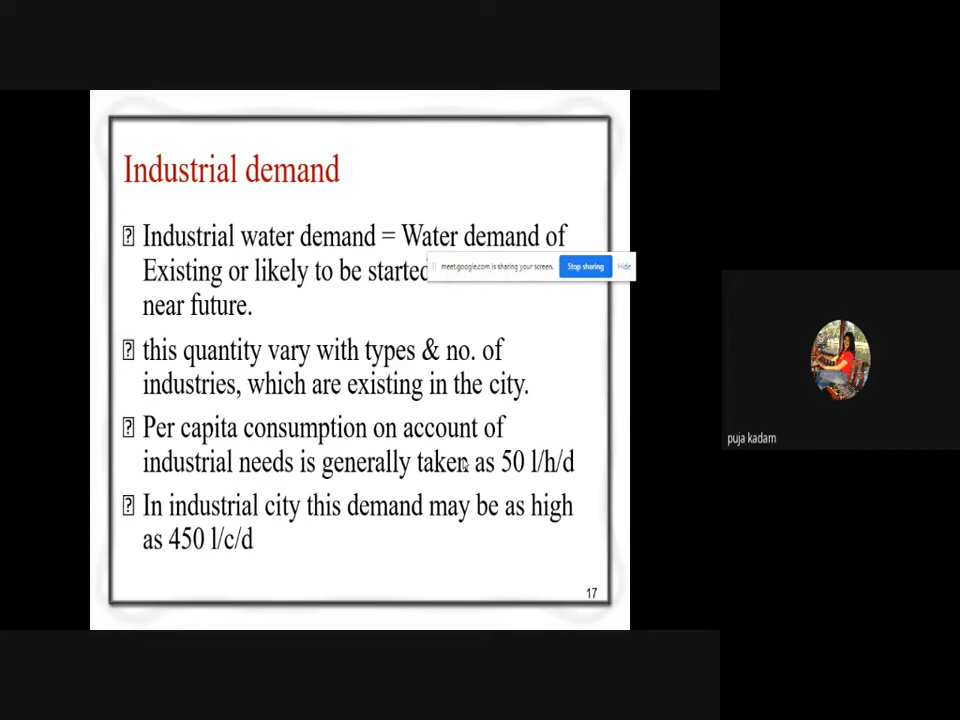 Industrial demand
Industrial water demand = Water demand of
Existing or likely to be started
near future.
meet.google.com is sharing your screen.
Stop sharing
Hide
this quantity vary with types & no. of
industries, which are existing in the city.
Per capita consumption on account of
industrial needs is generally taken as 50 l/h/d
In industrial city this demand may be as high
as 450 l/c/d
17
puja kadam